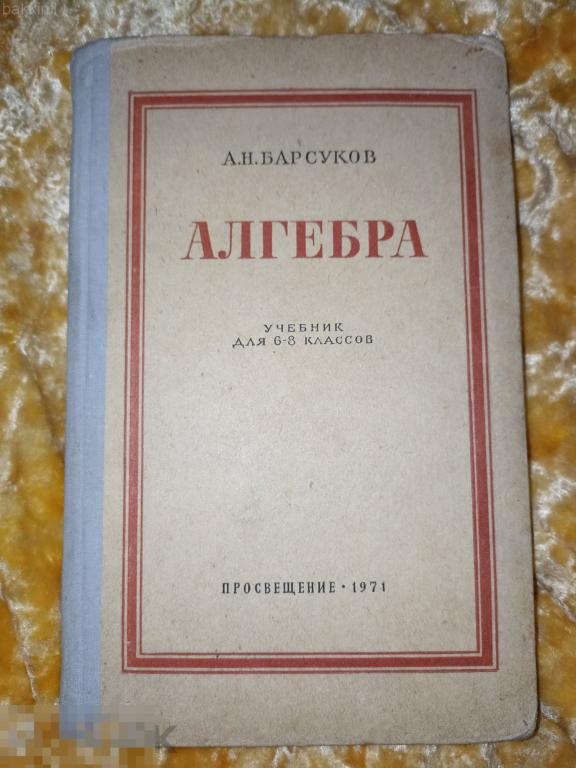 А.Н.БАРСУКОВ
АЛГЕБРА
УЧЕБНИК
ДЛЯ 6-8 КЛАССОВ
ПРОСВЕЩЕНИЕ · 1971